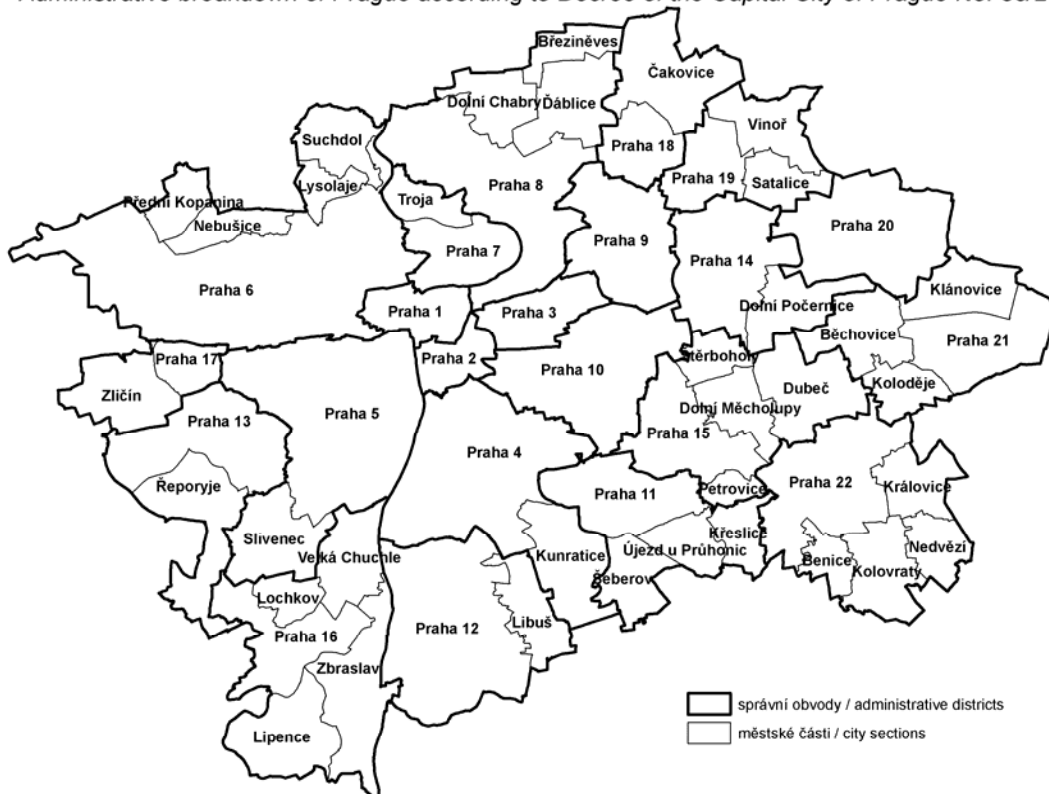 Administrative breakdown of Prague according to Decree of the Capital City of Prague No.
Březiněves
Čakovice
Dolní Chabry
Ďáblice
Vinoř
Suchdol
Praha 18
Lysolaje
Praha 8
Praha 19
Satalice
Přední Kopanina
Troja
Nebušice
Praha 20
Praha 9
Praha 7
Praha 14
Praha 6
Klánovice
Dolní Počernice
Praha 1
Praha 3
Běchovice
Praha 21
Praha 17
Praha 2
Štěrboholy
Praha 10
Koloděje
Zličín
Dubeč
Praha 5
Dolní Měcholupy
Praha 13
Praha 15
Praha 4
Praha 22
Řeporyje
Petrovice
Královice
Praha 11
Křeslice
Slivenec
Újezd u Průhonic
Nedvězí
Velká Chuchle
Kunratice
Benice
Kolovraty
Šeberov
Lochkov
Libuš
Praha 12
Praha 16
Zbraslav
správní obvody / administrative districts
městské části / city sections
Lipence